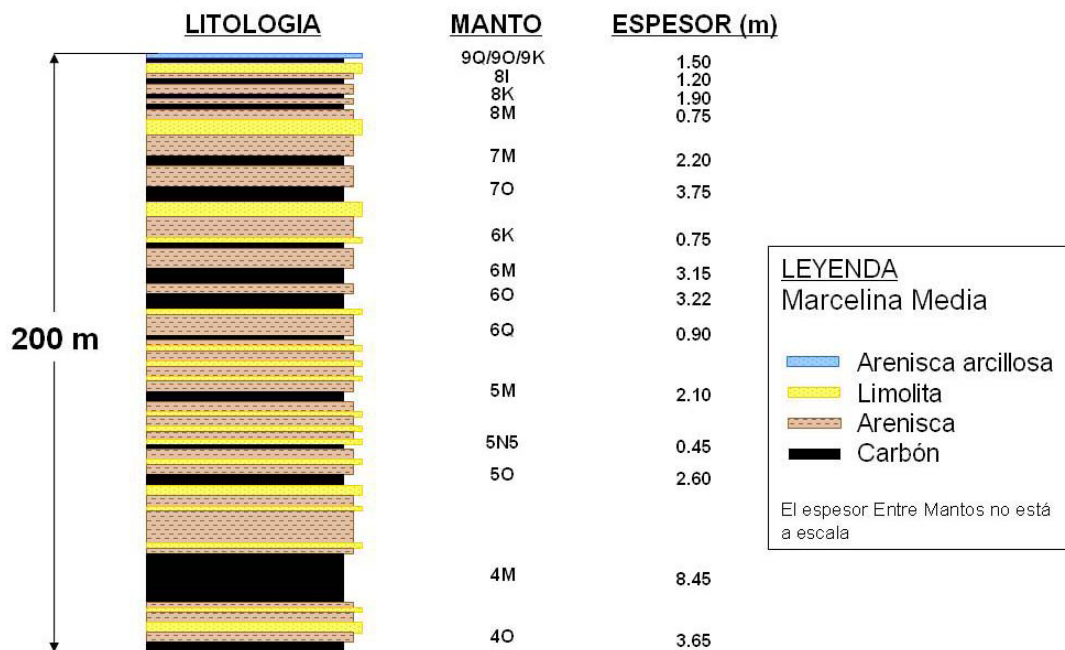 LITOLOGIA MANTO ESPESOR (m)
9Q/9O/9K 1.50
8I 1.20
8K 1.90
8M 0.75
7M 2.20
7O 3.75
6K 0.75
6M 3.15
6O 3.22
6Q 0.90
5M 2.10
5N5 0.45
5O 2.60
4M 8.45
4O 3.65
200 m
LEYENDA
Marcelina Media
Arenisca arcillosa
Limolita
Arenisca
Carbón
El espesor Entre Mantos no está
a escala